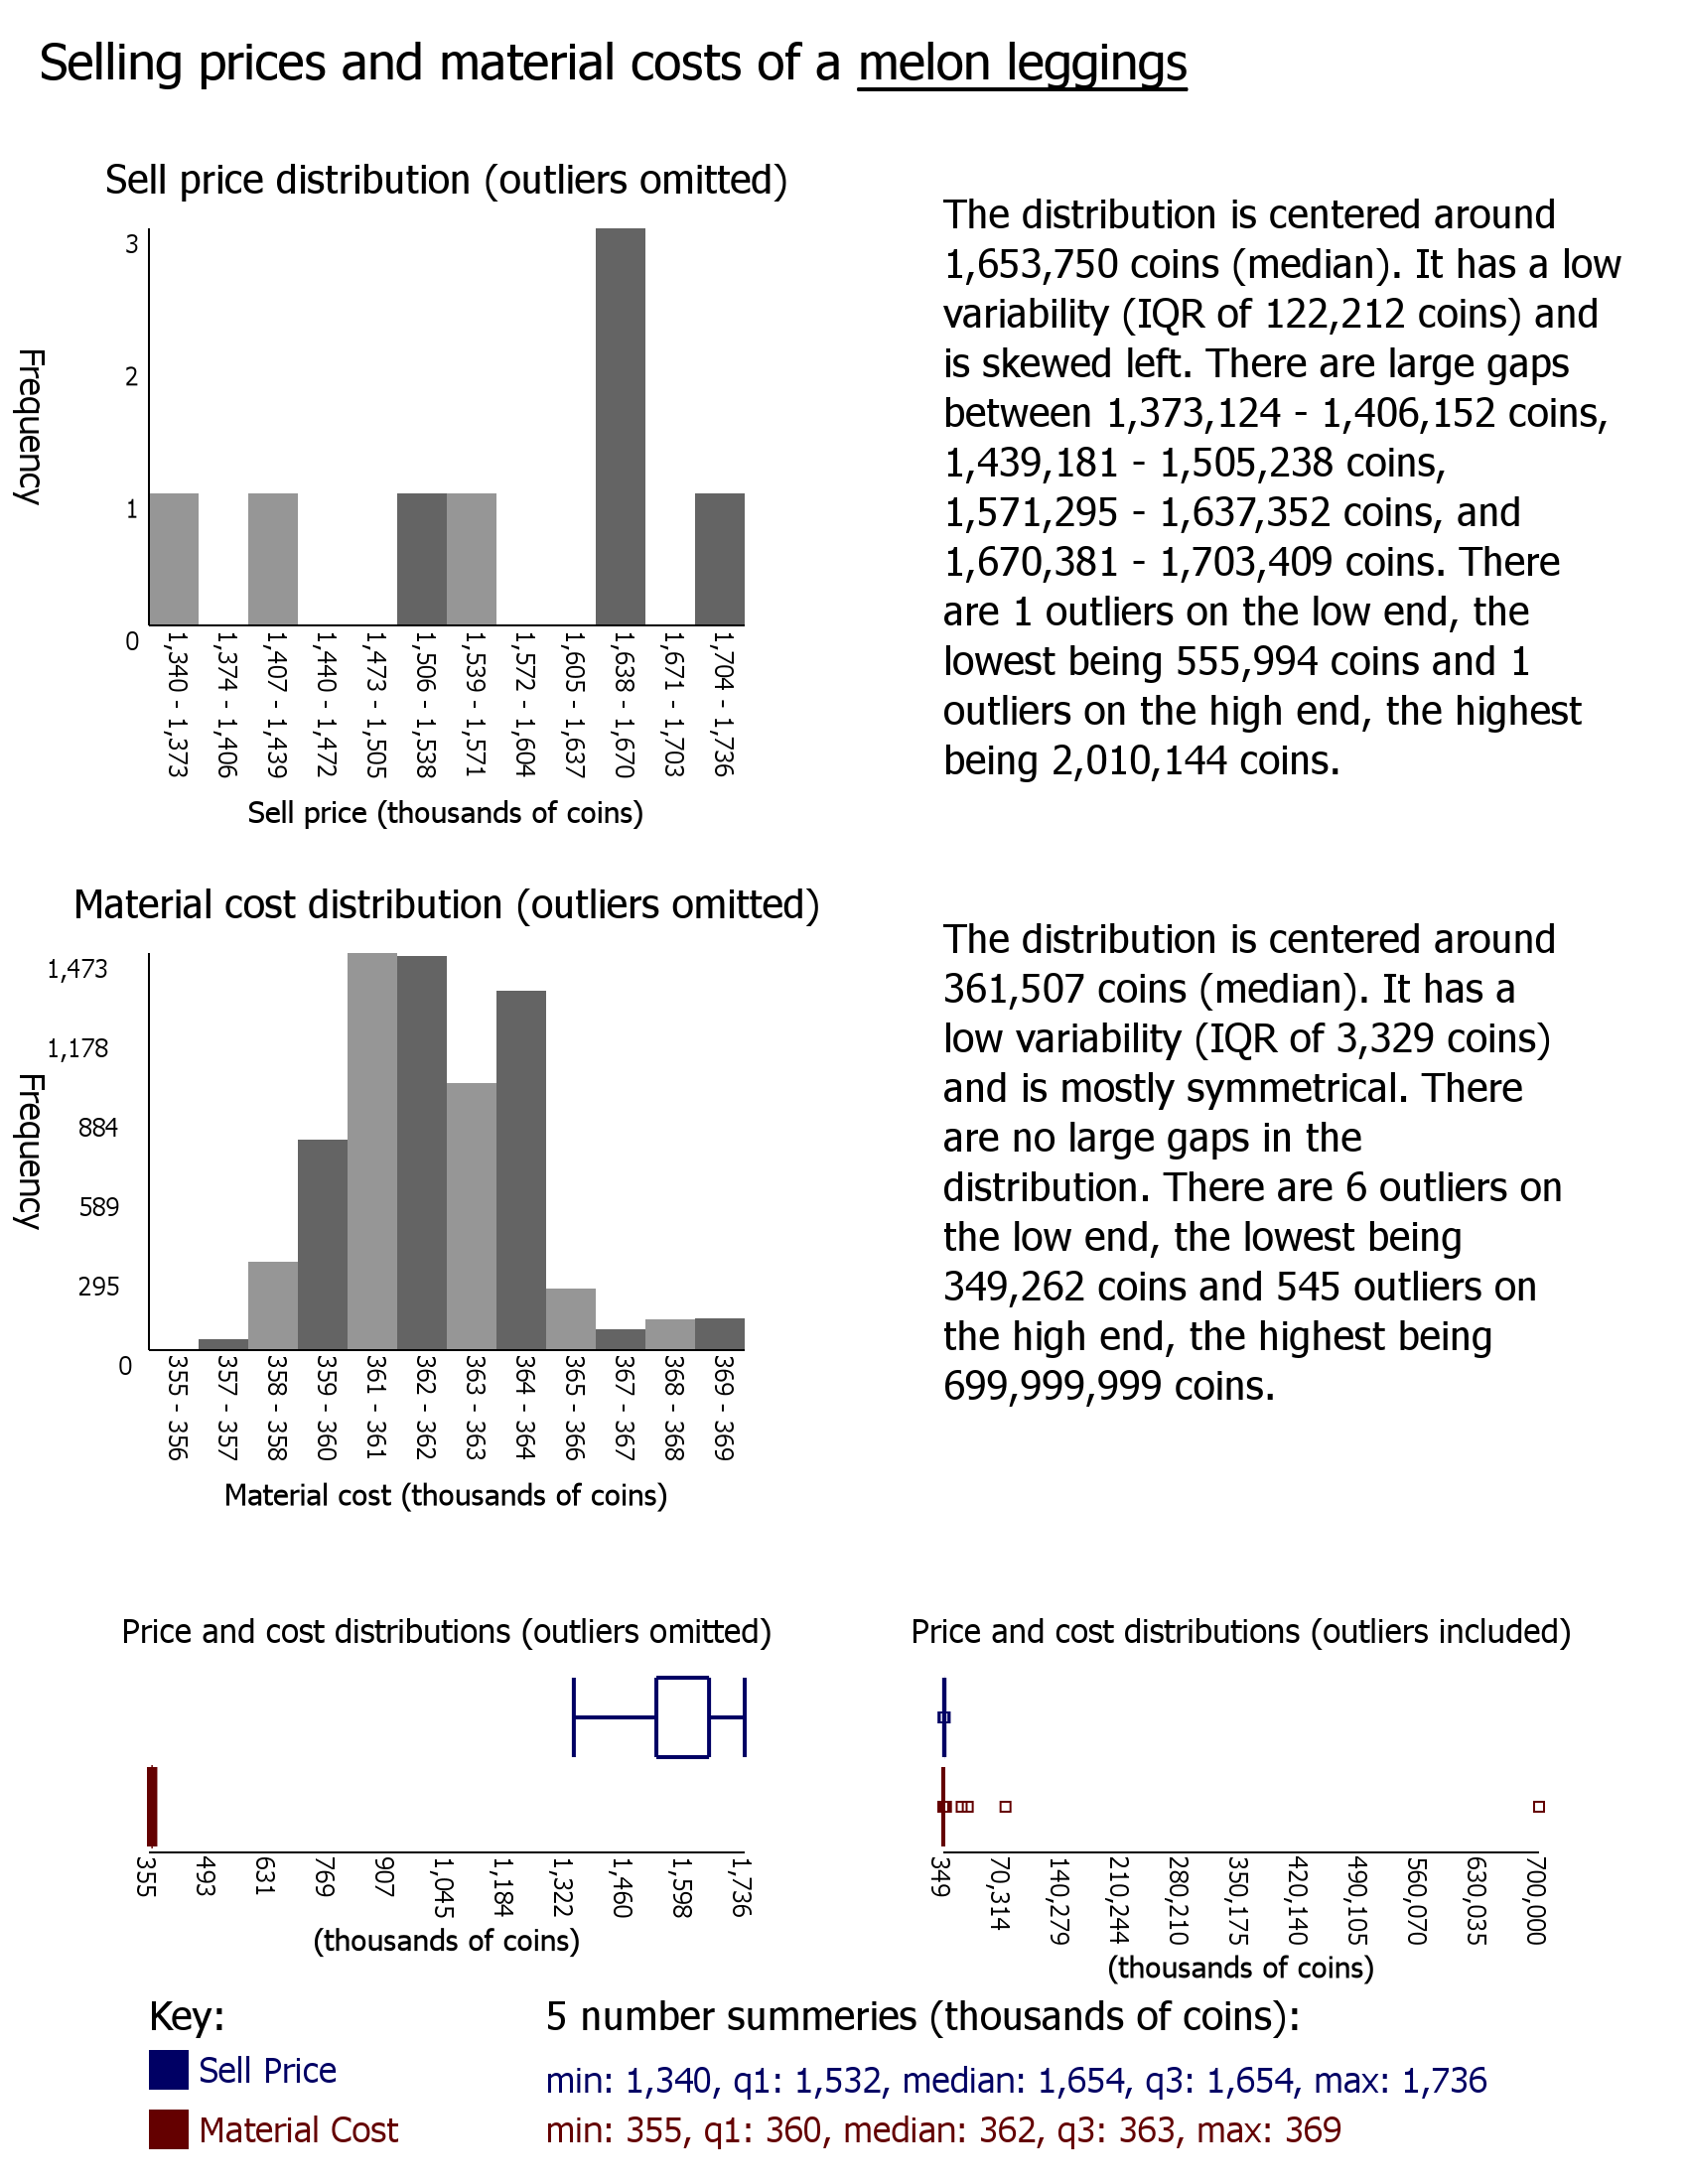 Selling prices and material costs of a melon leggings
Sell price distribution (outliers omitted)
Frequency
3
2
1
0
1,340 - 1,373
1,374 - 1,406
1,407 - 1,439
1,440 - 1,472
1,473 - 1,505
1,506 - 1,538
1,539 - 1,571
1,572 - 1,604
1,605 - 1,637
1,638 - 1,670
1,671 - 1,703
1,704 - 1,736
Sell price (thousands of coins)
The distribution is centered around
1,653,750 coins (median). It has a low
variability (IQR of 122,212 coins) and
is skewed left. There are large gaps
between 1,373,124 - 1,406,152 coins,
1,439,181 - 1,505,238 coins,
1,571,295 - 1,637,352 coins, and
1,670,381 - 1,703,409 coins. There
are 1 outliers on the low end, the
lowest being 555,994 coins and 1
outliers on the high end, the highest
being 2,010,144 coins.
Material cost distribution (outliers omitted)
Frequency
1,473
1,178
884
589
295
0
355 - 356
357 - 357
358 - 358
359 - 360
361 - 361
362 - 362
363 - 363
364 - 364
365 - 366
367 - 367
368 - 368
369 - 369
Material cost (thousands of coins)
The distribution is centered around
361,507 coins (median). It has a
low variability (IQR of 3,329 coins)
and is mostly symmetrical. There
are no large gaps in the
distribution. There are 6 outliers on
the low end, the lowest being
349,262 coins and 545 outliers on
the high end, the highest being
699,999,999 coins.
Price and cost distributions (outliers omitted)
355
493
631
769
907
1,045
1,184
1,322
1,460
1,598
1,736
(thousands of coins)
Price and cost distributions (outliers included)
349
70,314
140,279
210,244
280,210
350,175
420,140
490,105
560,070
630,035
700,000
(thousands of coins)
Key:
Sell Price
Material Cost
5 number summeries (thousands of coins):
min: 1,340, q1: 1,532, median: 1,654, q3: 1,654, max: 1,736
min: 355, q1: 360, median: 362, q3: 363, max: 369